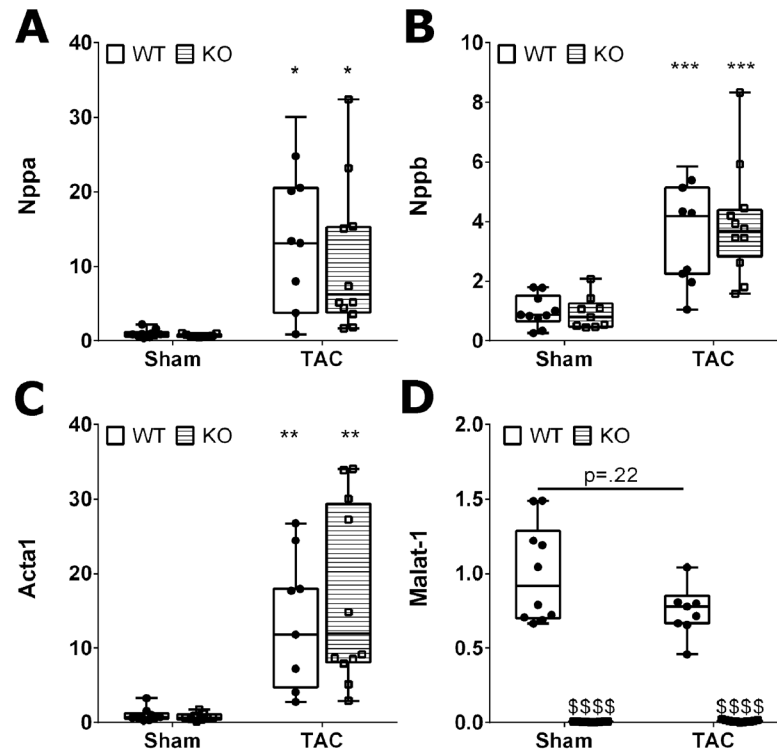 A
WT KO
Nppa
40
30
20
10
0
* *
Sham TAC
B
WT KO
Nppb
10
8
6
4
2
0
*** ***
Sham TAC
C
WT KO
Acta1
40
30
20
10
0
** **
Sham TAC
D
WT KO
Malat-1
2.0
1.5
1.0
0.5
0.0
p=.22
$$$$ $$$$
Sham TAC